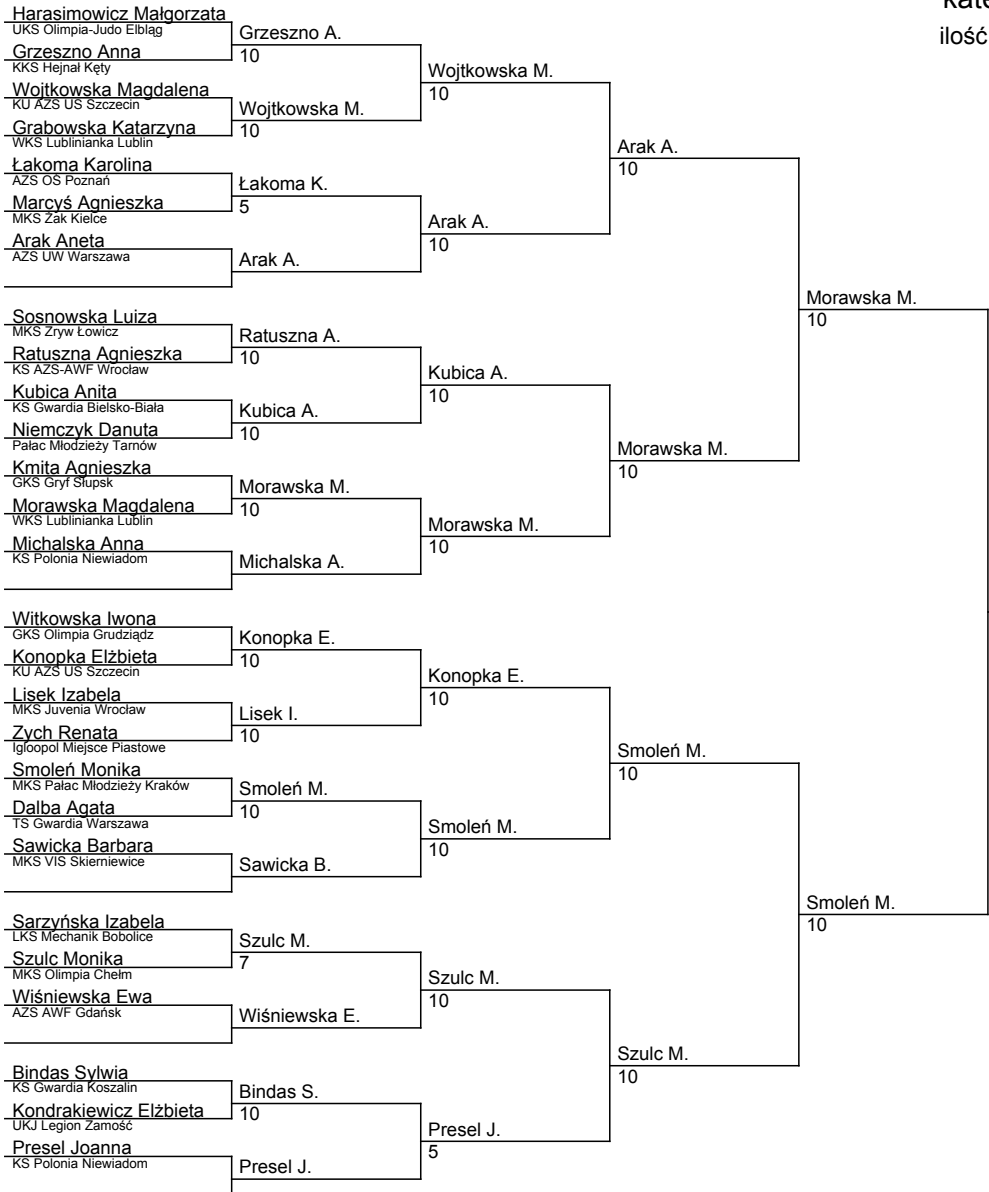 Harasimowicz Małgorzata
UKS Olimpia-Judo Elbląg
Grzeszno Anna
KKS Hejnał Kęty
Wojtkowska Magdalena
KU AZS US Szczecin
Grabowska Katarzyna
WKS Lublinianka Lublin
Łakoma Karolina
AZS OŚ Poznań
Marcyś Agnieszka
MKS Żak Kielce
Arak Aneta
AZS UW Warszawa
Sosnowska Luiza
MKS Zryw Łowicz
Ratuszna Agnieszka
KS AZS-AWF Wrocław
Kubica Anita
KS Gwardia Bielsko-Biała
Niemczyk Danuta
Pałac Młodzieży Tarnów
Kmita Agnieszka
GKS Gryf Słupsk
Morawska Magdalena
WKS Lublinianka Lublin
Michalska Anna
KS Polonia Niewiadom
Witkowska Iwona
GKS Olimpia Grudziądz
Konopka Elżbieta
KU AZS US Szczecin
Lisek Izabela
MKS Juvenia Wrocław
Zych Renata
Igloopol Miejsce Piastowe
Smoleń Monika
MKS Pałac Młodzieży Kraków
Dalba Agata
TS Gwardia Warszawa
Sawicka Barbara
MKS VIS Skierniewice
Sarzyńska Izabela
LKS Mechanik Bobolice
Szulc Monika
MKS Olimpia Chełm
Wiśniewska Ewa
AZS AWF Gdańsk
Bindas Sylwia
KS Gwardia Koszalin
Kondrakiewicz Elżbieta
UKJ Legion Zamość
Presel Joanna
KS Polonia Niewiadom
Grzeszno A.
10
Wojtkowska M.
10
Łakoma K.
5
Arak A.
Ratuszna A.
10
Kubica A.
10
Morawska M.
10
Michalska A.
Konopka E.
10
Lisek I.
10
Smoleń M.
10
Sawicka B.
Szulc M.
7
Wiśniewska E.
Bindas S.
10
Presel J.
Wojtkowska M.
10
Arak A.
10
Kubica A.
10
Morawska M.
10
Konopka E.
10
Smoleń M.
10
Szulc M.
10
Presel J.
5
Arak A.
10
Morawska M.
10
Smoleń M.
10
Szulc M.
10
Morawska M.
10
Smoleń M.
10
kate
ilość